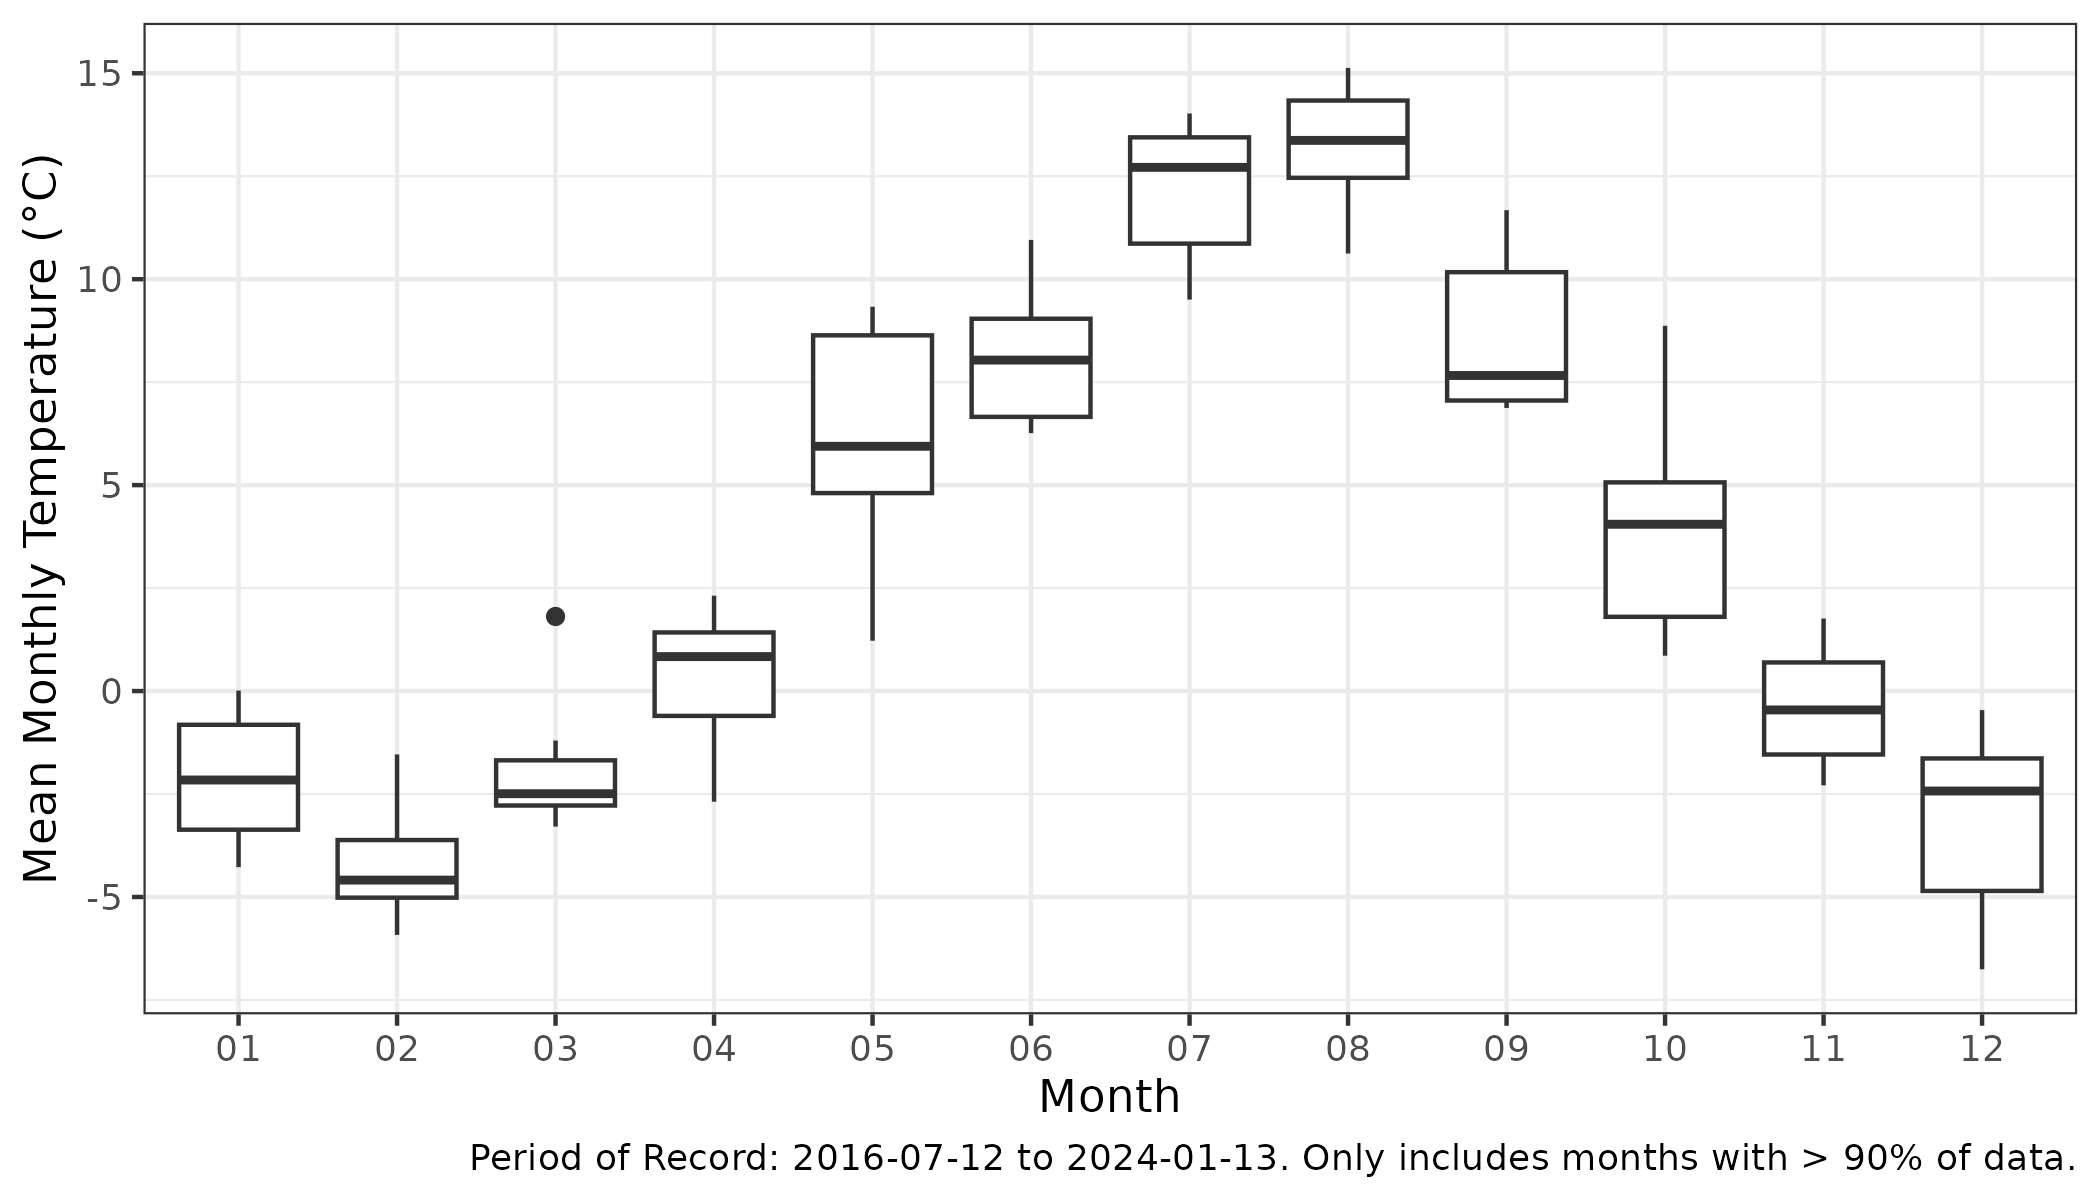 Mean Monthly Temperature (°C)
15
10
5
0
-5
01 02 03 04 05 06 07 08 09 10 11 12
Month
Period of Record: 2016-07-12 to 2024-01-13. Only includes months with > 90% of data.